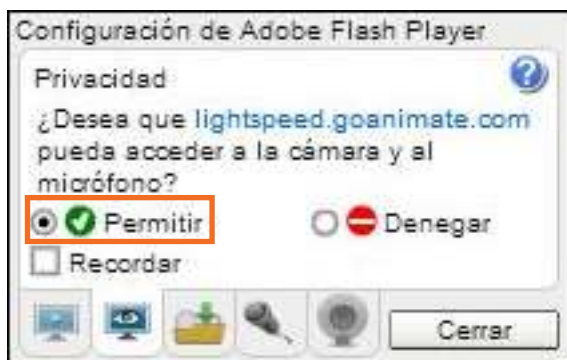 Configuración de Adobe Flash Player
Privacidad
¿Desea que lightspeed.goanimate.com
pueda acceder a la cámara y al
micrófono?
Permitir
Denegar
Recordar
Cerrar